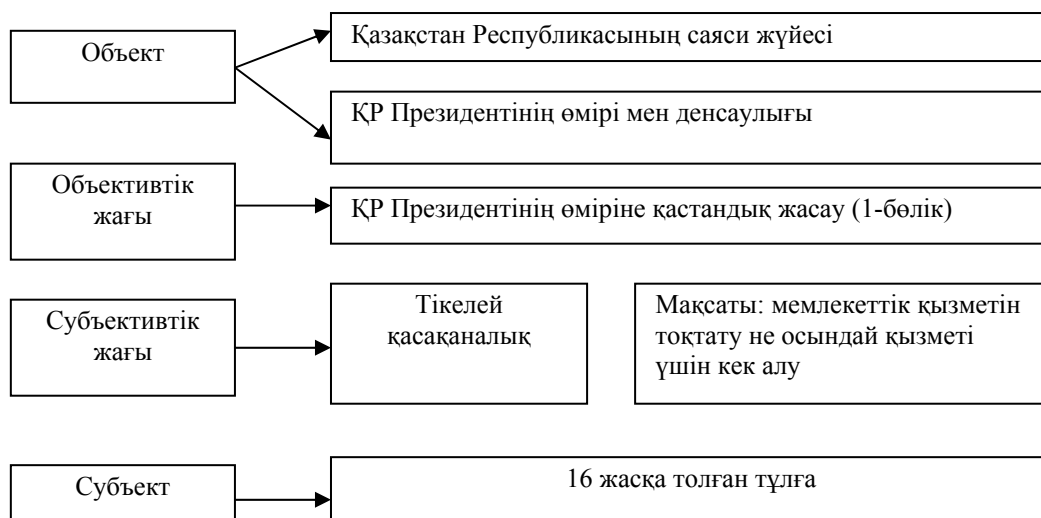 Объект
Қазақстан Республикасының саяси жүйесі
ҚР Президентінің өмірі мен денсаулығы
Объективтік
жағы
ҚР Президентінің өміріне қастандық жасау (1-бөлік)
Субъективтік
жағы
Тікелей
қасақаналық
Мақсаты: мемлекеттік қызметін
тоқтату не осындай қызметі
үшін кек алу
Субъект
16 жасқа толған тұлға